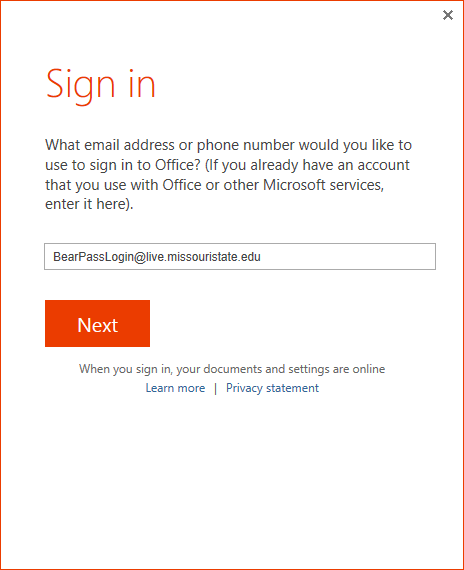 Sign in
What email address or phone number would you like to
use to sign in to Office? (If you already have an account
that you use with Office or other Microsoft services,
enter it here).
BearPassLogin@live.missouristate.edu
Next
When you sign in, your documents and settings are online
Learn more | Privacy statement